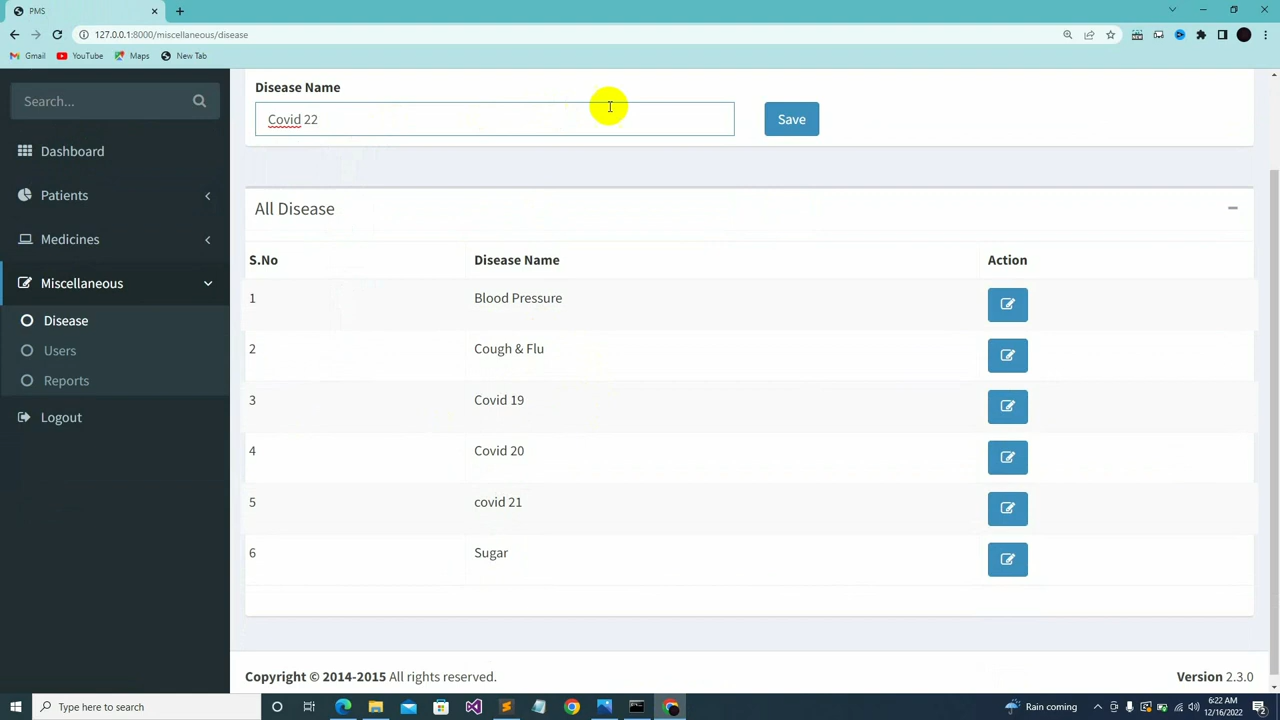 PMS
127.0.0.1:8000/miscellaneous/disease
Gmail YouTube Maps New Tab
Search...
Dashboard
Patients
Medicines
Miscellaneous
Disease
Users
Reports
Logout
Disease Name
Covid 22 Save
All Disease
S.No Disease Name Action
1 Blood Pressure
2 Cough & Flu
3 Covid 19
4 Covid 20
5 covid 21
6 Sugar
Copyright © 2014-2015 All rights reserved. Version 2.3.0
Type here to search Rain coming 6:22 AM
12/16/2022 2